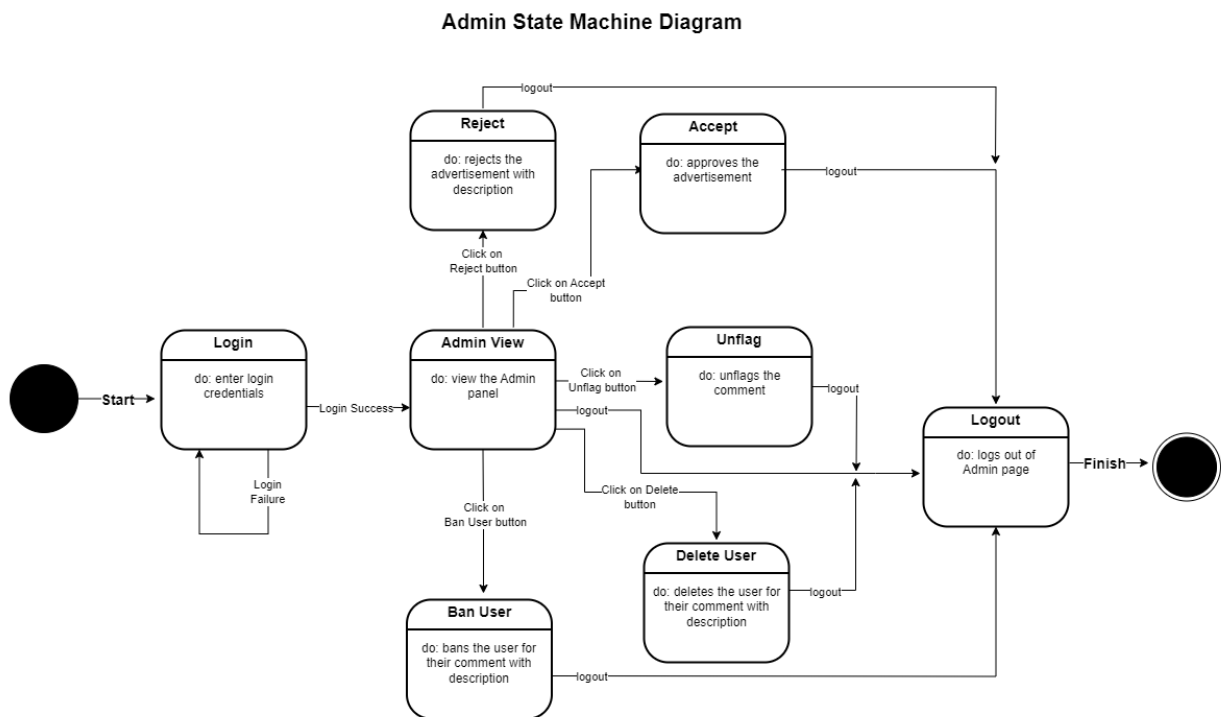 Admin State Machine Diagram
logout
Reject
do: rejects the
advertisement with
description
Accept
do: approves the
advertisement
logout
Click on
Reject button
Click on Accept
button
Login
do: enter login
credentials
Start
Login Success
Login
Failure
Admin View
do: view the Admin
panel
Click on
Unflag button
logout
Unflag
do: unflags the
comment
logout
Logout
do: logs out of
Admin page
Finish
Click on Delete
button
Click on
Ban User button
Delete User
do: deletes the user for
their comment with
description
logout
Ban User
do: bans the user for
their comment with
description
logout